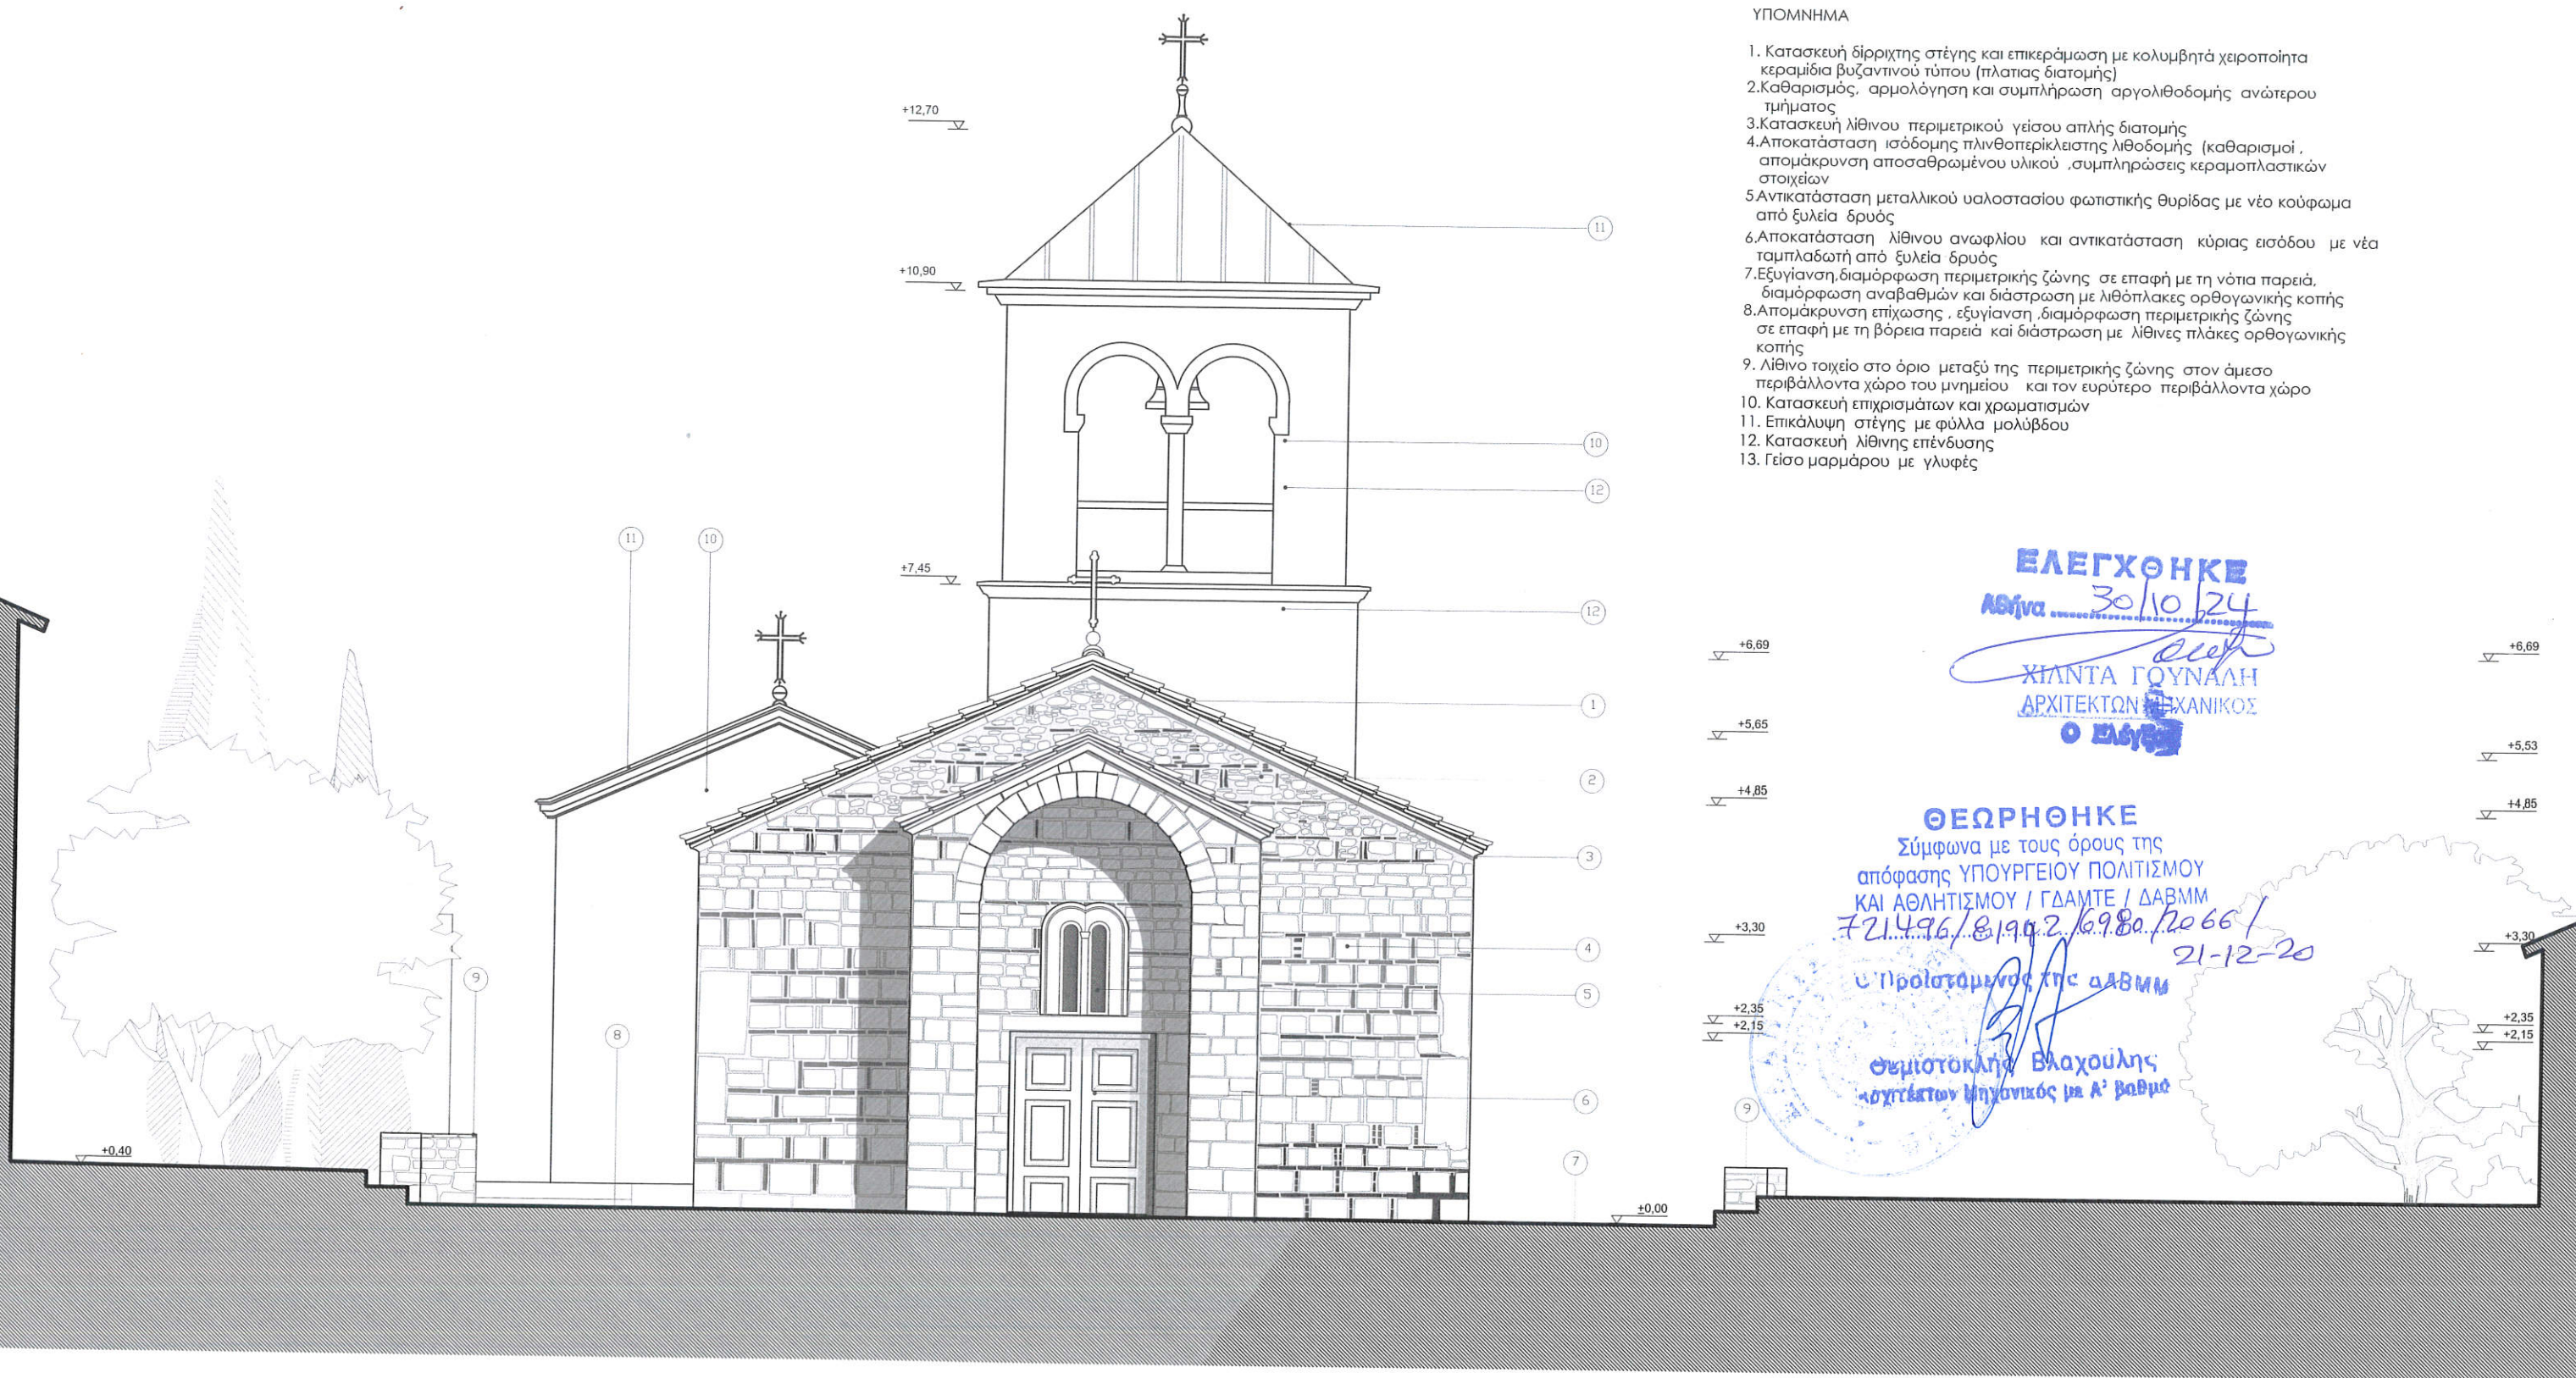 ΥΠΟΜΝΗΜΑ
1. Κατασκευή δίρριχτης στέγης και επικεράμωση με κολυμβητά χειροποίητα
κεραμίδια βυζαντινού τύπου (πλατιας διατομής)
2.Καθαρισμός, αρμολόγηση και συμπλήρωση αργολιθοδομής ανώτερου
τμήματος
3.Κατασκευή λίθινου περιμετρικού γείσου απλής διατομής
4.Αποκατάσταση ισόδομης πλινθοπερίκλειστης λιθοδομής (καθαρισμοί ,
απομάκρυνση αποσαθρωμένου υλικού ,συμπληρώσεις κεραμοπλαστικών
στοιχείων
5 Αντικατάσταση μεταλλικού υαλοστασίου φωτιστικής θυρίδας με νέο κούφωμα
από ξυλεία δρυός
6.Αποκατάσταση λίθινου ανωφλίου και αντικατάσταση κύριας εισόδου με νέα
ταμπλαδωτή από ξυλεία δρυός
7.Εξυγίανση,διαμόρφωση περιμετρικής ζώνης σε επαφή με τη νότια παρειά,
διαμόρφωση αναβαθμών και διάστρωση με λιθόπλακες ορθογωνικής κοπής
8.Απομάκρυνση επίχωσης , εξυγίανση ,διαμόρφωση περιμετρικής ζώνης
σε επαφή με τη βόρεια παρειά καί διάστρωση με λίθινες πλάκες ορθογωνικής
κοπής
9. Λίθινο τοιχείο στο όριο μεταξύ της περιμετρικής ζώνης στον άμεσο
περιβάλλοντα χώρο του μνημείου και τον ευρύτερο περιβάλλοντα χώρο
10. Κατασκευή επιχρισμάτων και χρωματισμών
11. Επικάλυψη στέγης με φύλλα μολύβδου
12. Κατασκευή λίθινης επένδυσης
13. Γείσο μαρμάρου με γλυφές
+12,70
+10,90
+7,45
11
10
12
12
11
10
1
2
3
4
5
6
7
8
9
9
+0,40
±0,00
+6,69
+5,65
+4,85
+3,30
+2,35
+2,15
+6,69
+5,53
+4,85
+3,30
+2,35
+2,15
ΕΛΕΓΧΘΗΚΕ
Αθήνα 30/10/24
ΧΙΛΝΤΑ ΓΟΥΝΑΛΗ
ΑΡΧΙΤΕΚΤΩΝ ΜΗΧΑΝΙΚΟΣ
ΘΕΩΡΗΘΗΚΕ
Σύμφωνα με τους όρους της
απόφασης ΥΠΟΥΡΓΕΙΟΥ ΠΟΛΙΤΙΣΜΟΥ
ΚΑΙ ΑΘΛΗΤΙΣΜΟΥ / ΓΔΑΜΤΕ / ΔΑΒΜΜ
721496/81942/6980/2066/
21-12-20
Ο Προϊστάμενος της ΔΑΒΜΜ
Θεμιστοκλής Βλαχούλης
Αρχιτέκτων Μηχανικός με Α' βαθμό